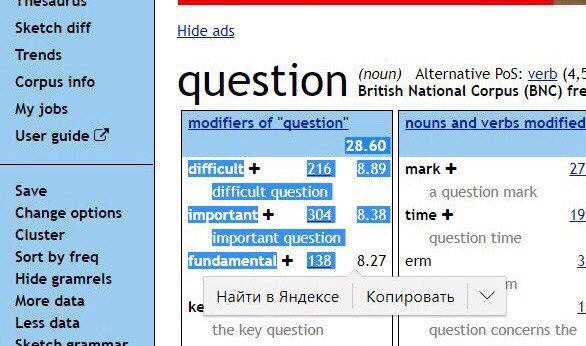 Thesaurus
Sketch diff
Trends
Corpus info
My jobs
User guide
Save
Change options
Cluster
Sort by freq
Hide gramrels
More data
Less data
Sketch grammar
Hide ads
question (noun) Alternative PoS: verb (4,5
British National Corpus (BNC) fre
modifiers of "question"
28.60
difficult + 216 8.89
difficult question
important + 304 8.38
important question
fundamental + 138 8.27
ke
the key question
nouns and verbs modified
mark + 27
a question mark
time + 19
question time
erm 3
m
question concerns the
Найти в Яндексе
Копировать